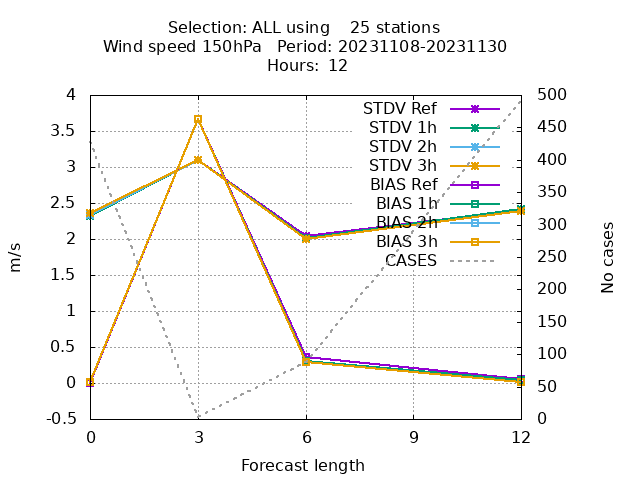 Selection: ALL using    25 stations
Wind speed 150hPa   Period: 20231108-20231130
Hours:  12
4
3.5
3
2.5
2
1.5
1
0.5
0
-0.5
m/s
STDV Ref
STDV 1h
STDV 2h
STDV 3h
BIAS Ref
BIAS 1h
BIAS 2h
BIAS 3h
CASES
500
450
400
350
300
250
200
150
100
50
0
No cases
0 3 6 9 12
Forecast length